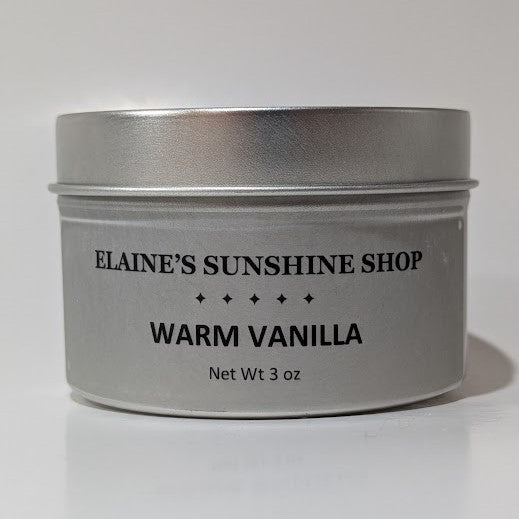 ELAINE'S SUNSHINE SHOP
✦ ✦ ✦ ✦ ✦
WARM VANILLA
Net Wt 3 oz